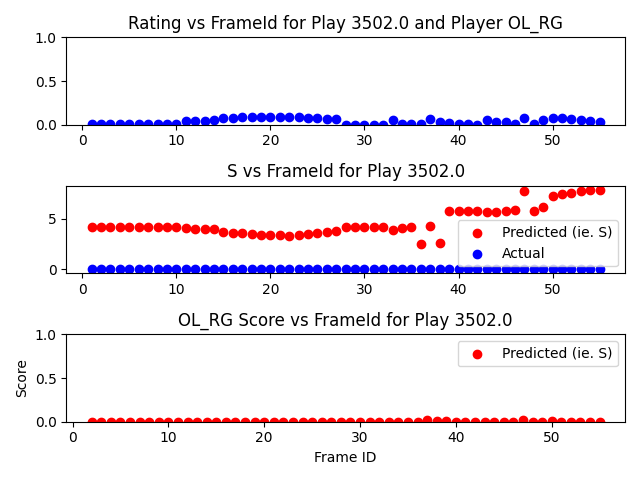 Rating vs FrameId for Play 3502.0 and Player OL_RG
1.0
0.5
0.0
0 10 20 30 40 50
S vs FrameId for Play 3502.0
5
0
Predicted (ie. S)
Actual
0 10 20 30 40 50
OL_RG Score vs FrameId for Play 3502.0
1.0
0.5
0.0
Score
Predicted (ie. S)
0 10 20 30 40 50
Frame ID